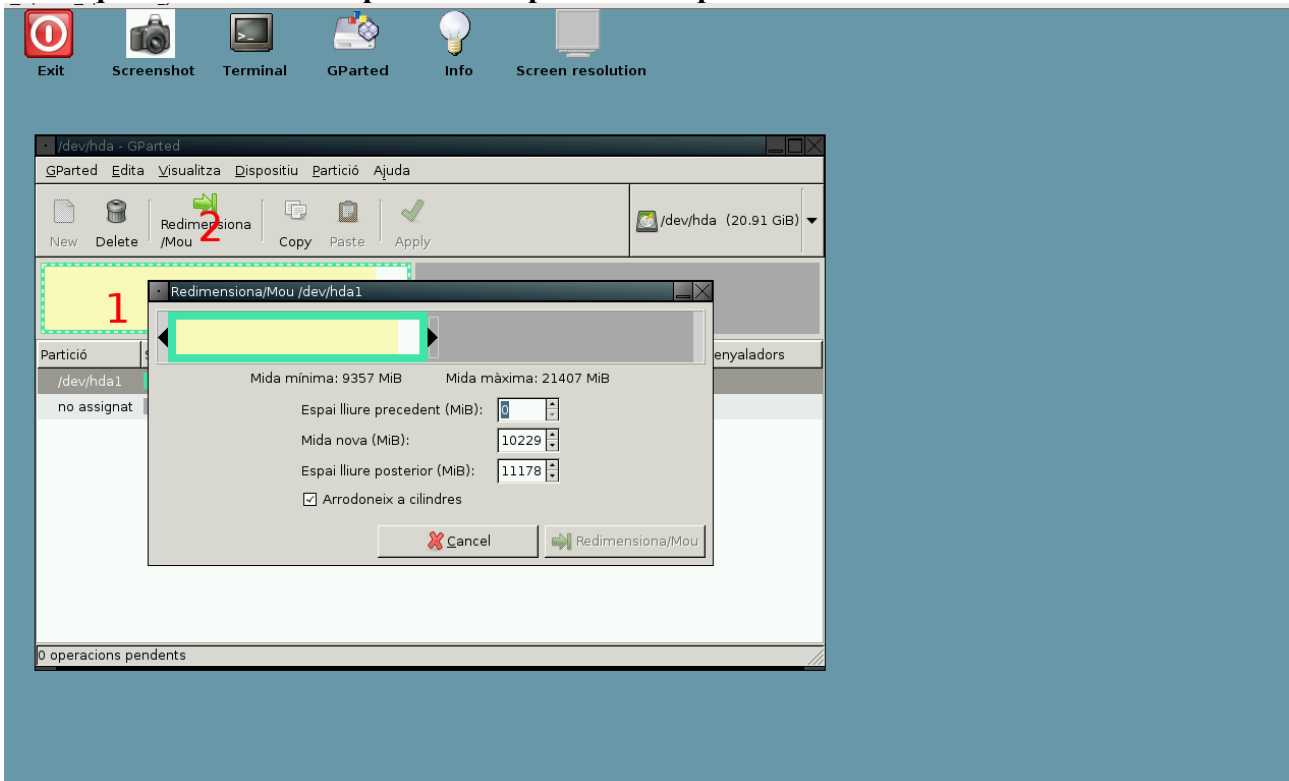 Exit Screenshot Terminal GParted Info Screen resolution
/dev/hda - GParted
GParted Edita Visualitza Dispositiu Partició Ajuda
New Delete Redimensiona
/Mou Copy Paste Apply /dev/hda (20.91 GiB)
2
1
Redimensiona/Mou /dev/hda1
Partició enyaladors
/dev/hda1
no assignat
Mida mínima: 9357 MiB Mida màxima: 21407 MiB
Espai lliure precedent (MiB): 0
Mida nova (MiB): 10229
Espai lliure posterior (MiB): 11178
Arrodoneix a cilindres
Cancel Redimensiona/Mou
0 operacions pendents